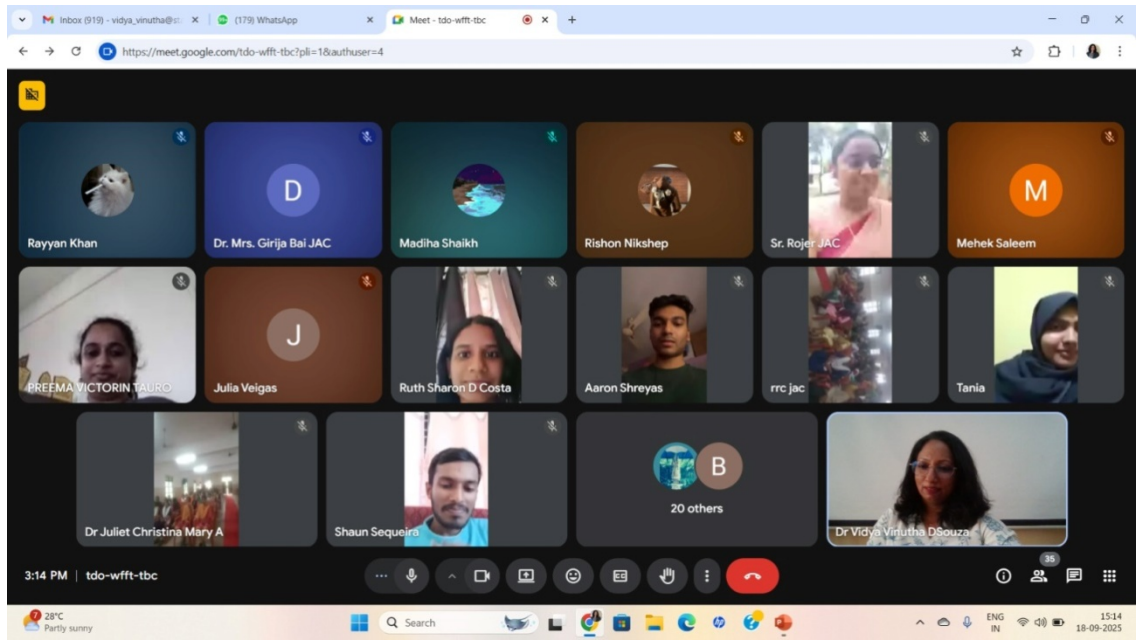 Inbox (919) - vidya_vinutha@st
(179) WhatsApp
Meet - tdo-wfft-tbc
https://meet.google.com/tdo-wfft-tbc?pli=1&authuser=4
Rayyan Khan
D
Dr. Mrs. Girija Bai JAC
Madiha Shaikh
Rishon Nikshep
Sr. Rojer JAC
M
Mehek Saleem
PREEMA VICTORIN TAURO
J
Julia Veigas
Ruth Sharon D Costa
Aaron Shreyas
rrc jac
Tania
Dr Juliet Christina Mary A
Shaun Sequeira
B
20 others
Dr Vidya Vinutha DSouza
3:14 PM | tdo-wfft-tbc
35
7
28°C
Partly sunny
Search
ENG
IN
15:14
18-09-2025